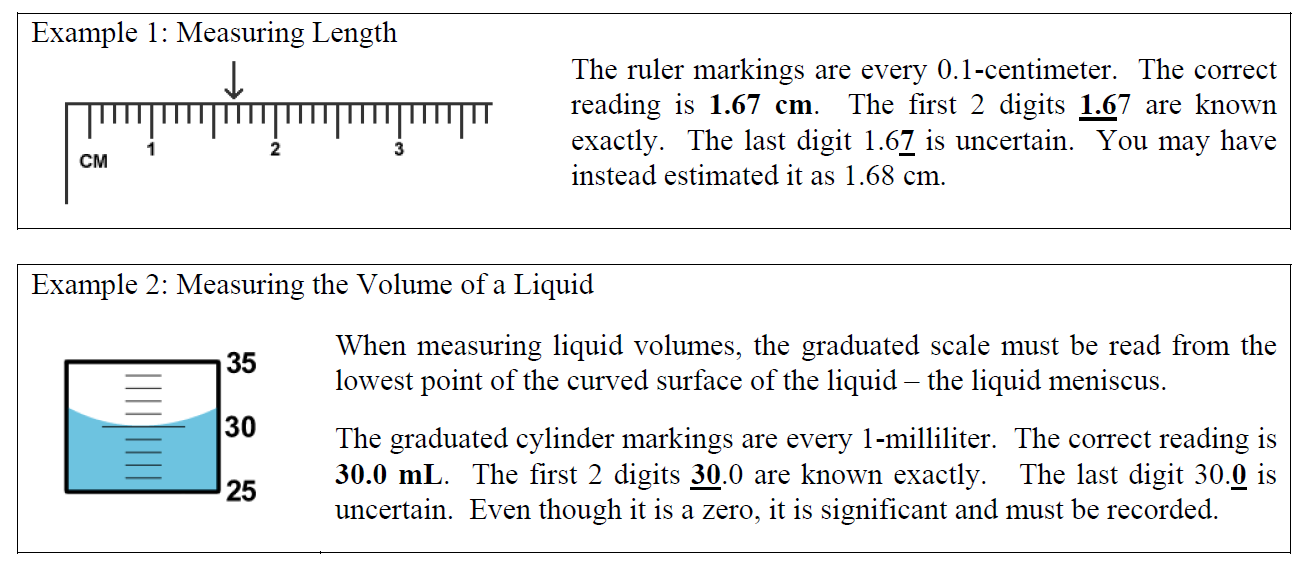 Example 1: Measuring Length
CM
1
2
3
The ruler markings are every 0.1-centimeter. The correct
reading is 1.67 cm. The first 2 digits 1.67 are known
exactly. The last digit 1.67 is uncertain. You may have
instead estimated it as 1.68 cm.
Example 2: Measuring the Volume of a Liquid
35
30
25
When measuring liquid volumes, the graduated scale must be read from the
lowest point of the curved surface of the liquid – the liquid meniscus.
The graduated cylinder markings are every 1-milliliter. The correct reading is
30.0 mL. The first 2 digits 30.0 are known exactly. The last digit 30.0 is
uncertain. Even though it is a zero, it is significant and must be recorded.